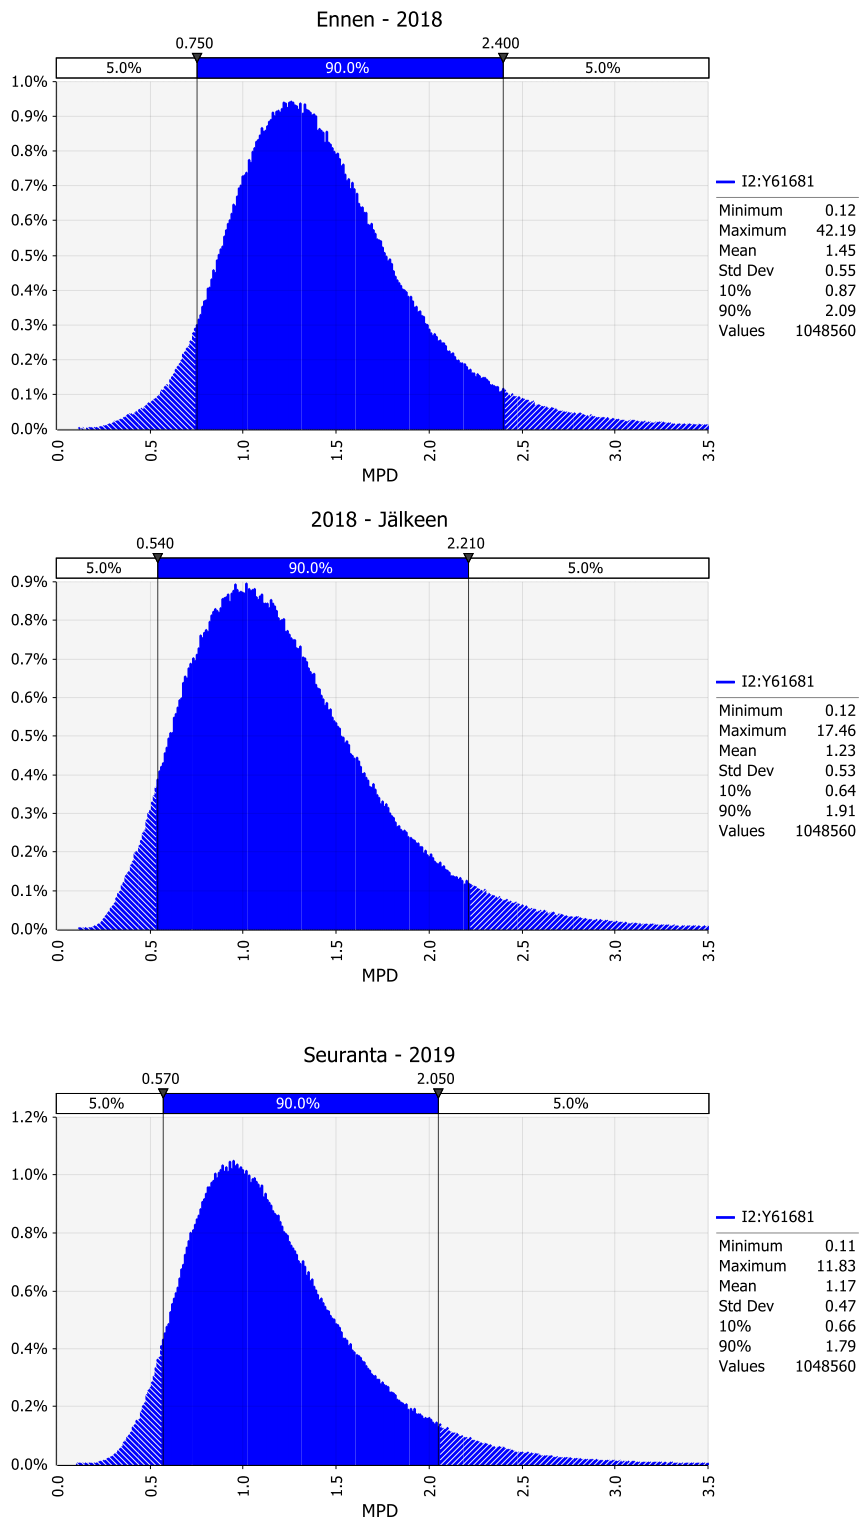 Ennen - 2018
0.750 2.400
5.0% 90.0% 5.0%
1.0%
0.9%
0.8%
0.7%
0.6%
0.5%
0.4%
0.3%
0.2%
0.1%
0.0%
0.0 0.5 1.0 1.5 2.0 2.5 3.0 3.5
MPD
I2:Y61681
Minimum 0.12
Maximum 42.19
Mean 1.45
Std Dev 0.55
10% 0.87
90% 2.09
Values 1048560
2018 - Jälkeen
0.540 2.210
5.0% 90.0% 5.0%
0.9%
0.8%
0.7%
0.6%
0.5%
0.4%
0.3%
0.2%
0.1%
0.0%
0.0 0.5 1.0 1.5 2.0 2.5 3.0 3.5
MPD
I2:Y61681
Minimum 0.12
Maximum 17.46
Mean 1.23
Std Dev 0.53
10% 0.64
90% 1.91
Values 1048560
Seuranta - 2019
0.570 2.050
5.0% 90.0% 5.0%
1.2%
1.0%
0.8%
0.6%
0.4%
0.2%
0.0%
0.0 0.5 1.0 1.5 2.0 2.5 3.0 3.5
MPD
I2:Y61681
Minimum 0.11
Maximum 11.83
Mean 1.17
Std Dev 0.47
10% 0.66
90% 1.79
Values 1048560